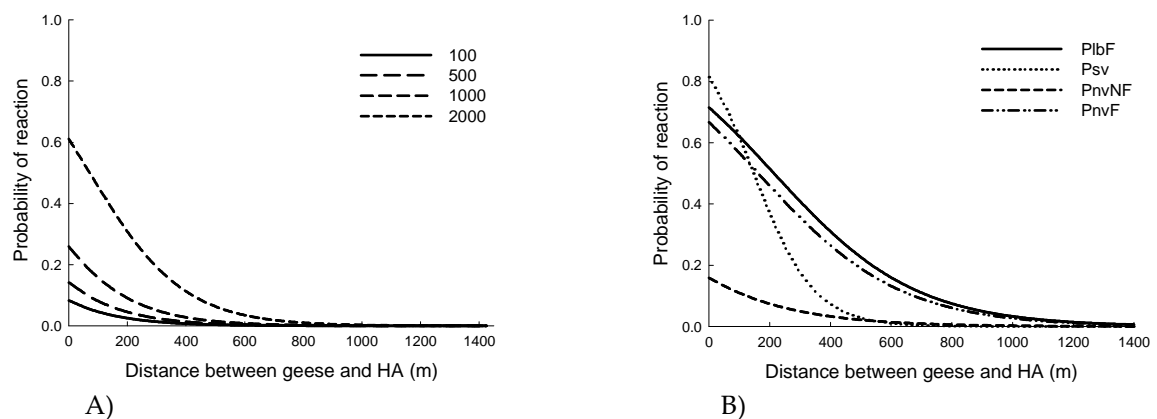 1.0
0.8
0.6
0.4
0.2
0.0
Probability of reaction
0 200 400 600 800 1000 1200 1400
Distance between geese and HA (m)
100
500
1000
2000
A)
1.0
0.8
0.6
0.4
0.2
0.0
Probability of reaction
0 200 400 600 800 1000 1200 1400
Distance between geese and HA (m)
PlbF
Psv
PnvNF
PnvF
B)